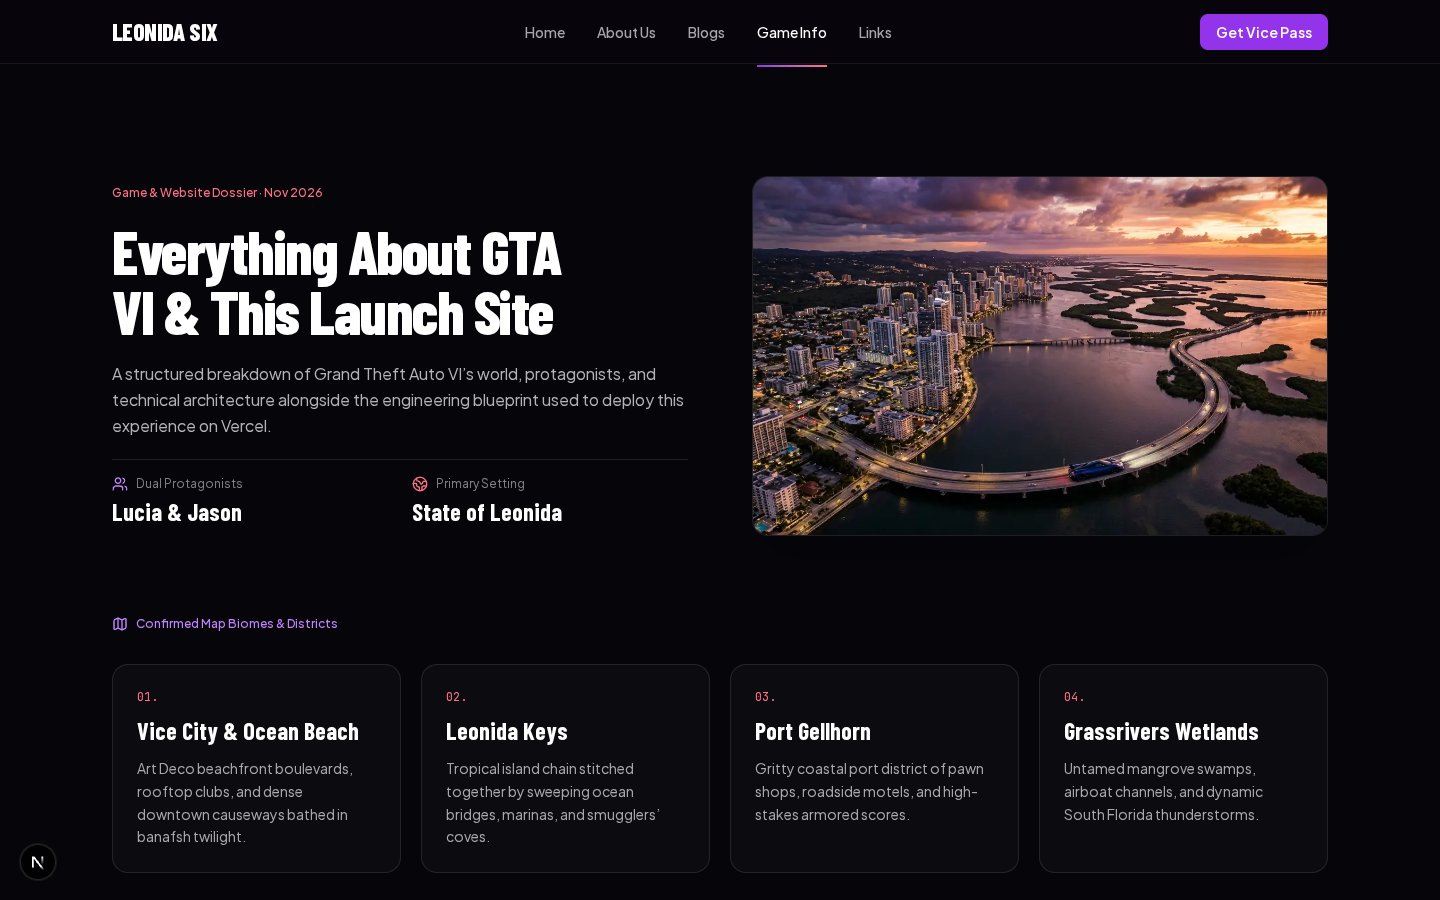 LEONIDA SIX
Home
About Us
Blogs
Game Info
Links
Get Vice Pass
Game & Website Dossier · Nov 2026
Everything About GTA
VI & This Launch Site
A structured breakdown of Grand Theft Auto VI’s world, protagonists, and
technical architecture alongside the engineering blueprint used to deploy this
experience on Vercel.
Dual Protagonists
Lucia & Jason
Primary Setting
State of Leonida
Confirmed Map Biomes & Districts
01.
Vice City & Ocean Beach
Art Deco beachfront boulevards,
rooftop clubs, and dense
downtown causeways bathed in
banafsh twilight.
02.
Leonida Keys
Tropical island chain stitched
together by sweeping ocean
bridges, marinas, and smugglers’
coves.
03.
Port Gellhorn
Gritty coastal port district of pawn
shops, roadside motels, and high-
stakes armored scores.
04.
Grassrivers Wetlands
Untamed mangrove swamps,
airboat channels, and dynamic
South Florida thunderstorms.
N